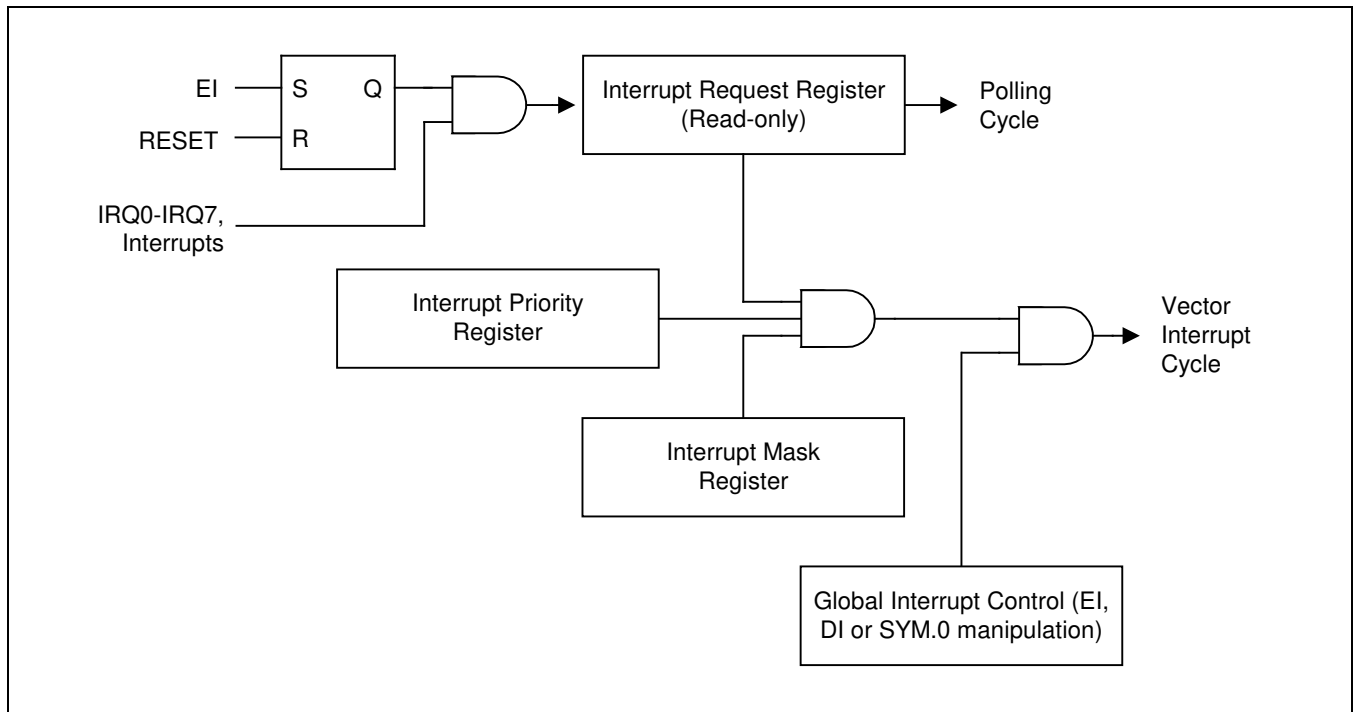 EI
S
Q
RESET
R
IRQ0-IRQ7,
Interrupts
Interrupt Request Register
(Read-only)
Polling
Cycle
Interrupt Priority
Register
Vector
Interrupt
Cycle
Interrupt Mask
Register
Global Interrupt Control (EI,
DI or SYM.0 manipulation)